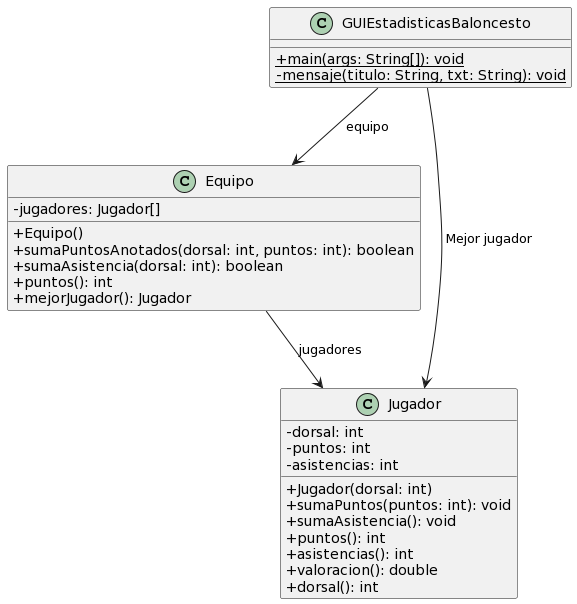 C GUIEstadisticasBaloncesto
+main(args: String[]): void
-mensaje(titulo: String, txt: String): void
equipo
C Equipo
-jugadores: Jugador[]
+Equipo()
+sumaPuntosAnotados(dorsal: int, puntos: int): boolean
+sumaAsistencia(dorsal: int): boolean
+puntos(): int
+mejorJugador(): Jugador
Mejor jugador
jugadores
C Jugador
-dorsal: int
-puntos: int
-asistencias: int
+Jugador(dorsal: int)
+sumaPuntos(puntos: int): void
+sumaAsistencia(): void
+puntos(): int
+asistencias(): int
+valoracion(): double
+dorsal(): int